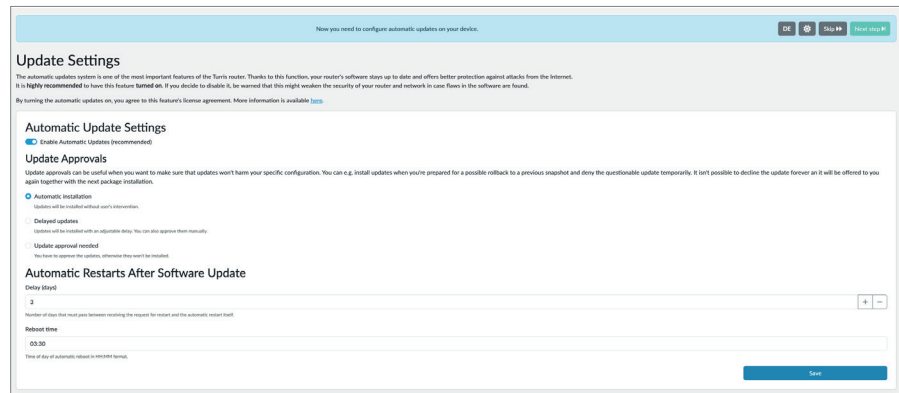 Now you need to configure automatic updates on your device.
DE
Skip
Next step
Update Settings
The automatic updates system is one of the most important features of the Turris router. Thanks to this function, your router's software stays up to date and offers better protection against attacks from the Internet.
It is highly recommended to have this feature turned on. If you decide to disable it, be warned that this might weaken the security of your router and network in case flaws in the software are found.
By turning the automatic updates on, you agree to this feature's license agreement. More information is available here.
Automatic Update Settings
Enable Automatic Updates (recommended)
Update Approvals
Update approvals can be useful when you want to make sure that updates won't harm your specific configuration. You can e.g. install updates when you're prepared for a possible rollback to a previous snapshot and deny the questionable update temporarily. It isn't possible to decline the update forever an it will be offered to you
again together with the next package installation.
Automatic installation
Updates will be installed without user's intervention.
Delayed updates
Updates will be installed with an adjustable delay. You can also approve them manually.
Update approval needed
You have to approve the updates, otherwise they won't be installed.
Automatic Restarts After Software Update
Delay (days)
3
Number of days that must pass between receiving the request for restart and the automatic restart itself.
Reboot time
03:30
Time of day of automatic reboot in HH:MM format.
Save